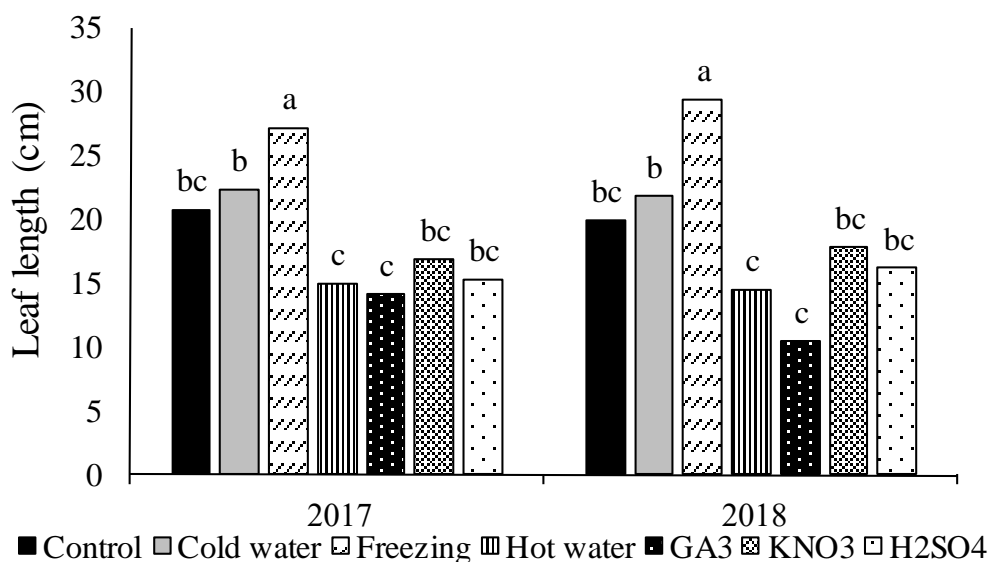 35
30
25
20
15
10
5
0
Leaf length (cm)
bc
b
a
c
c
bc
bc
bc
b
a
c
c
bc
bc
2017
2018
Control Cold water Freezing Hot water GA3 KNO3 H2SO4